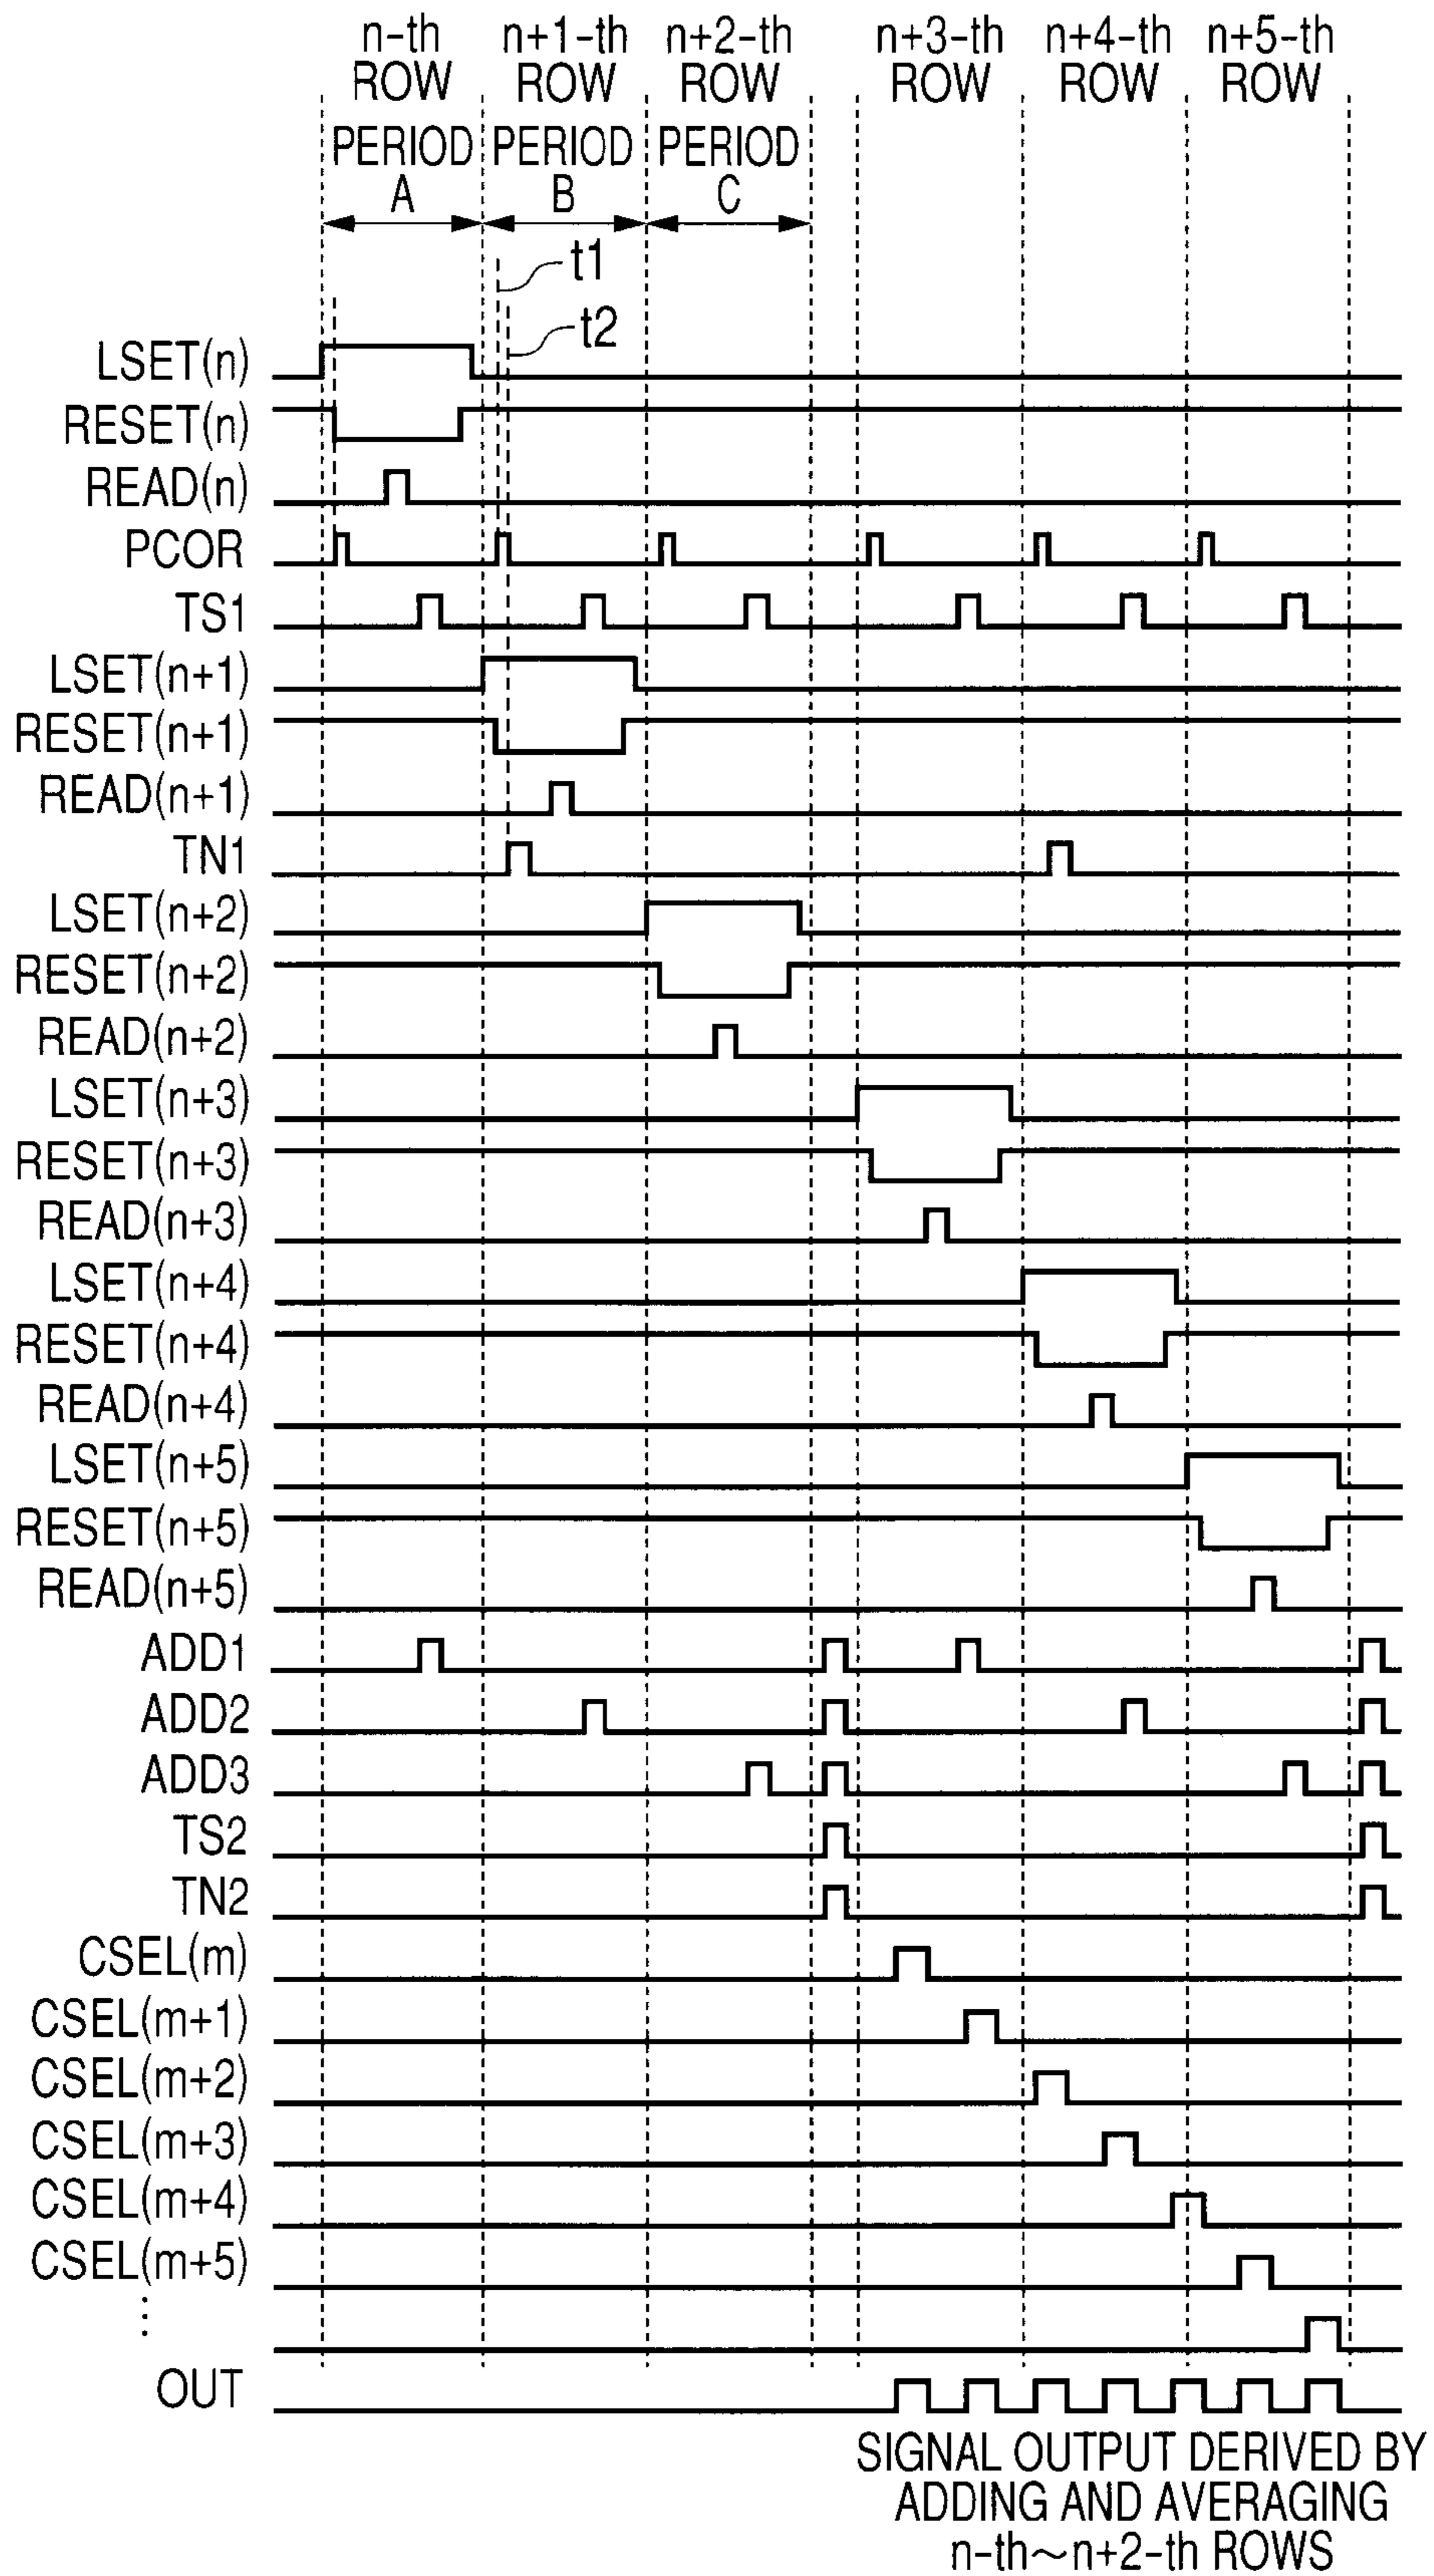 n-th n+1-th n+2-th n+3-th n+4-th n+5-th
ROW ROW ROW ROW ROW ROW
PERIOD PERIOD PERIOD
A B C
t1
t2
LSET(n)
RESET(n)
READ(n)
PCOR
TS1
LSET(n+1)
RESET(n+1)
READ(n+1)
TN1
LSET(n+2)
RESET(n+2)
READ(n+2)
LSET(n+3)
RESET(n+3)
READ(n+3)
LSET(n+4)
RESET(n+4)
READ(n+4)
LSET(n+5)
RESET(n+5)
READ(n+5)
ADD1
ADD2
ADD3
TS2
TN2
CSEL(m)
CSEL(m+1)
CSEL(m+2)
CSEL(m+3)
CSEL(m+4)
CSEL(m+5)
⋮
OUT
SIGNAL OUTPUT DERIVED BY
ADDING AND AVERAGING
n-th~n+2-th ROWS